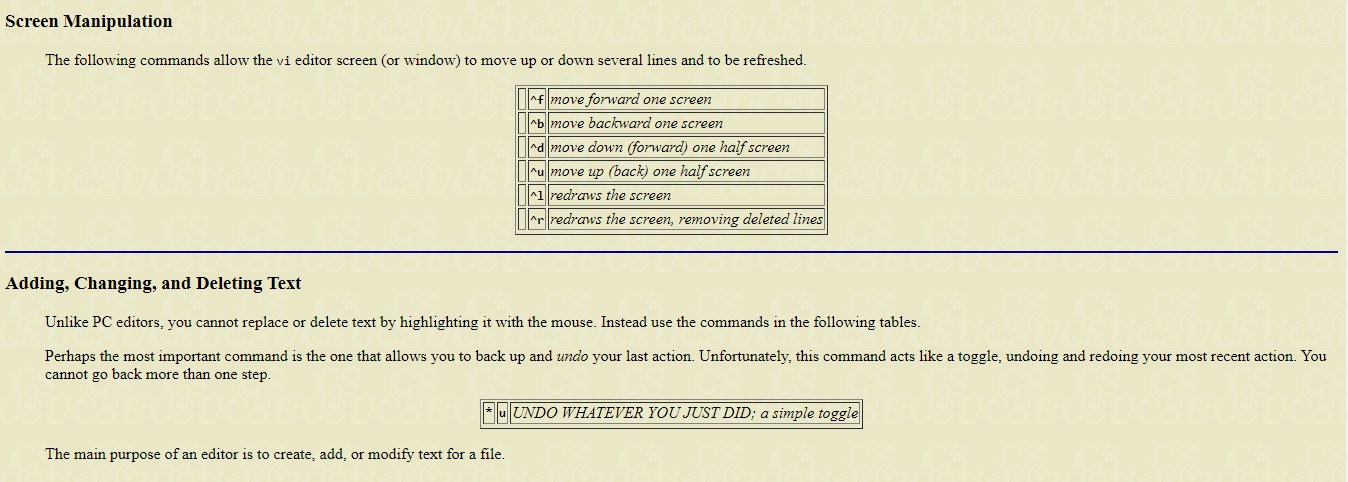 Screen Manipulation
The following commands allow the vi editor screen (or window) to move up or down several lines and to be refreshed.
^f move forward one screen
^b move backward one screen
^d move down (forward) one half screen
^u move up (back) one half screen
^l redraws the screen
^r redraws the screen, removing deleted lines
Adding, Changing, and Deleting Text
Unlike PC editors, you cannot replace or delete text by highlighting it with the mouse. Instead use the commands in the following tables.
Perhaps the most important command is the one that allows you to back up and undo your last action. Unfortunately, this command acts like a toggle, undoing and redoing your most recent action. You
cannot go back more than one step.
* u UNDO WHATEVER YOU JUST DID; a simple toggle
The main purpose of an editor is to create, add, or modify text for a file.